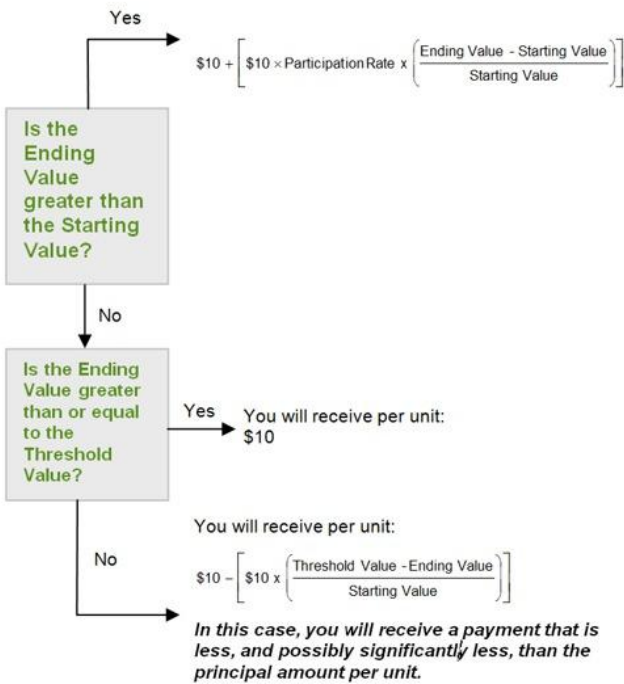 Yes
$10 + [ $10 × Participation Rate x ( Ending Value - Starting Value / Starting Value ) ]
Is the
Ending
Value
greater than
the Starting
Value?
No
Is the Ending
Value greater
than or equal
to the
Threshold
Value?
Yes
You will receive per unit:
$10
No
You will receive per unit:
$10 – [ $10 x ( Threshold Value - Ending Value / Starting Value ) ]
In this case, you will receive a payment that is
less, and possibly significantly less, than the
principal amount per unit.